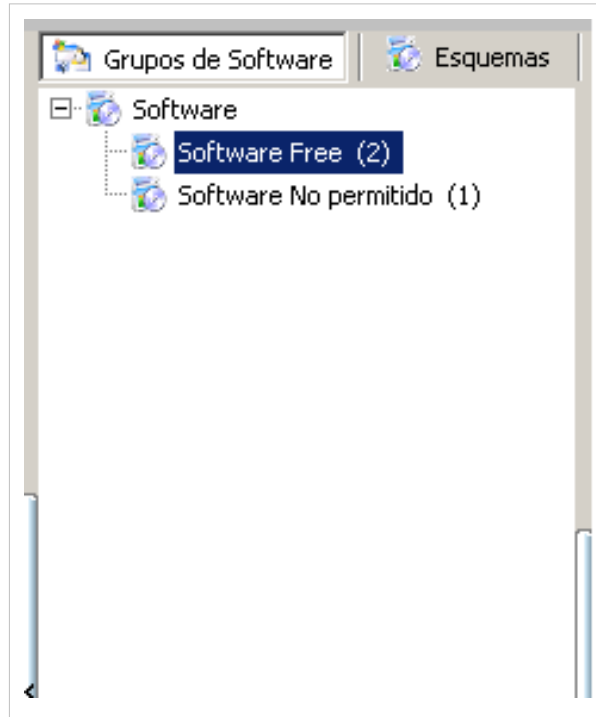 Grupos de Software Esquemas
Software
Software Free (2)
Software No permitido (1)